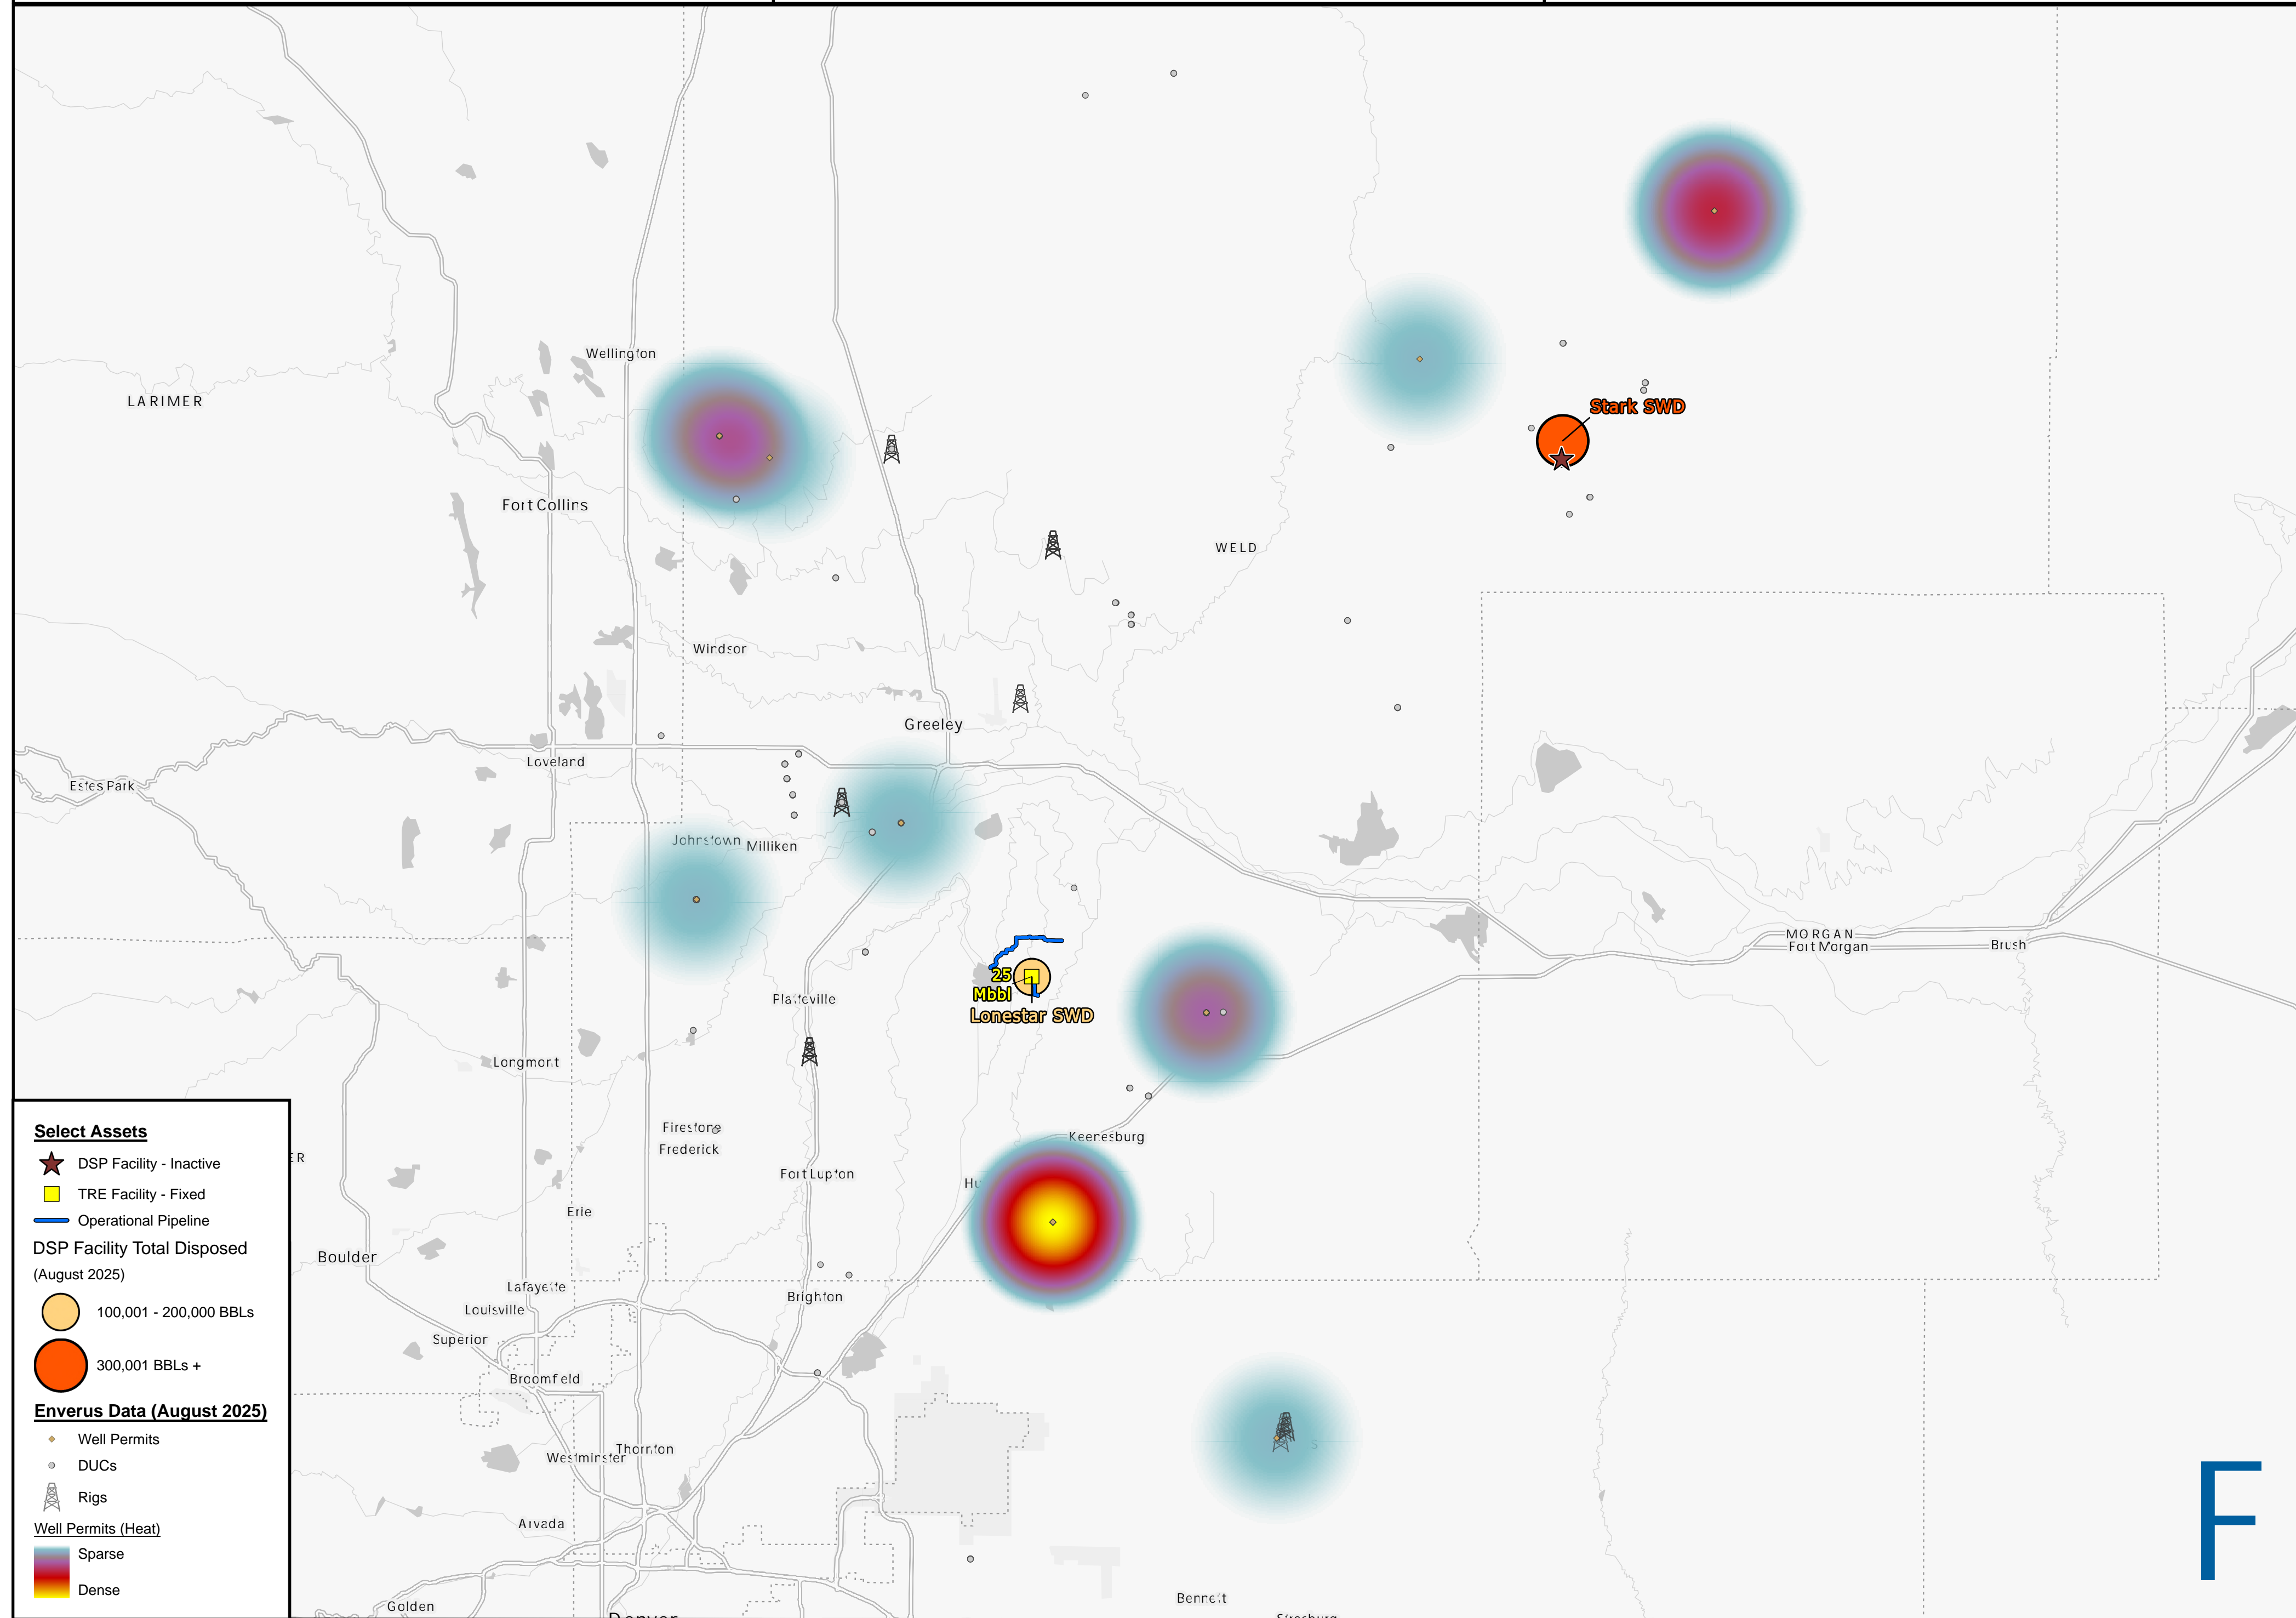 Wellington
LARIMER
Stark SWD
Fort Collins
WELD
Windsor
Greeley
Loveland
Estes Park
Johnstown
Milliken
MORGAN
Fort Morgan
Brush
25
Mbbl
Lonestar SWD
Platteville
Longmont
Firestone
Frederick
Keenesburg
Fort Lupton
Hu
ER
Erie
Boulder
Lafayette
Louisville
Brighton
Superior
Broomfield
Thornton
Westminster
S
Arvada
Golden
Denver
Bennett
Strasburg
Select Assets
DSP Facility - Inactive
TRE Facility - Fixed
Operational Pipeline
DSP Facility Total Disposed
(August 2025)
100,001 - 200,000 BBLs
300,001 BBLs +
Enverus Data (August 2025)
Well Permits
DUCs
Rigs
Well Permits (Heat)
Sparse
Dense
F